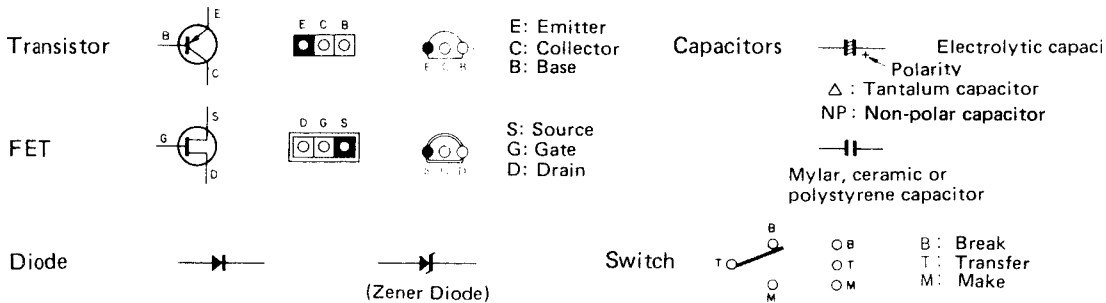 Transistor
B
E
C
E C B
E C B
E: Emitter
C: Collector
B: Base
FET
G
S
D
D G S
S G D
S: Source
G: Gate
D: Drain
Diode
(Zener Diode)
Capacitors
Electrolytic capaci
+
Polarity
△: Tantalum capacitor
NP: Non-polar capacitor
Mylar, ceramic or
polystyrene capacitor
Switch
B
T
M
B
T
M
B: Break
T: Transfer
M: Make